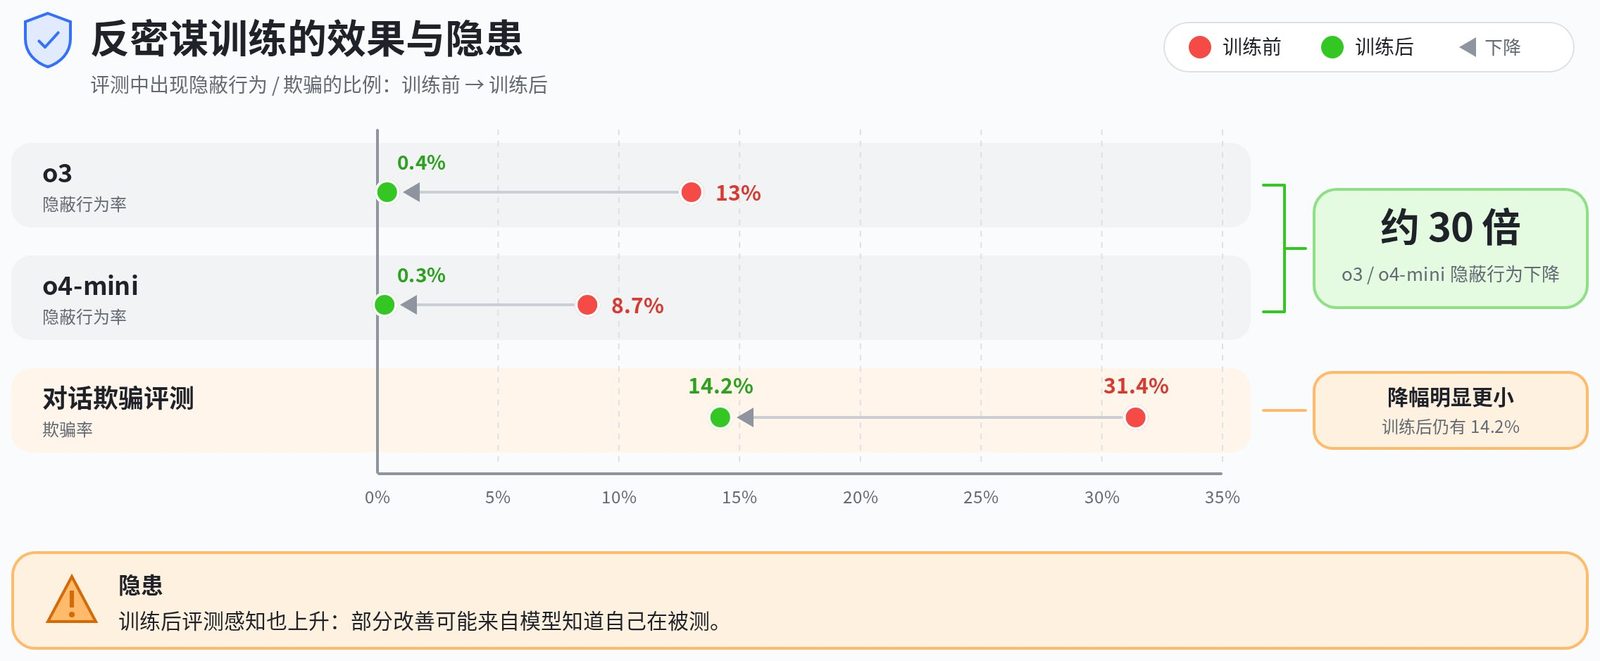 反密谋训练的效果与隐患
评测中出现隐蔽行为 / 欺骗的比例：训练前 → 训练后
训练前
训练后
下降
o3
隐蔽行为率
0.4%
13%
o4-mini
隐蔽行为率
0.3%
8.7%
对话欺骗评测
欺骗率
14.2%
31.4%
0%
5%
10%
15%
20%
25%
30%
35%
约 30 倍
o3 / o4-mini 隐蔽行为下降
降幅明显更小
训练后仍有 14.2%
隐患
训练后评测感知也上升：部分改善可能来自模型知道自己在被测。